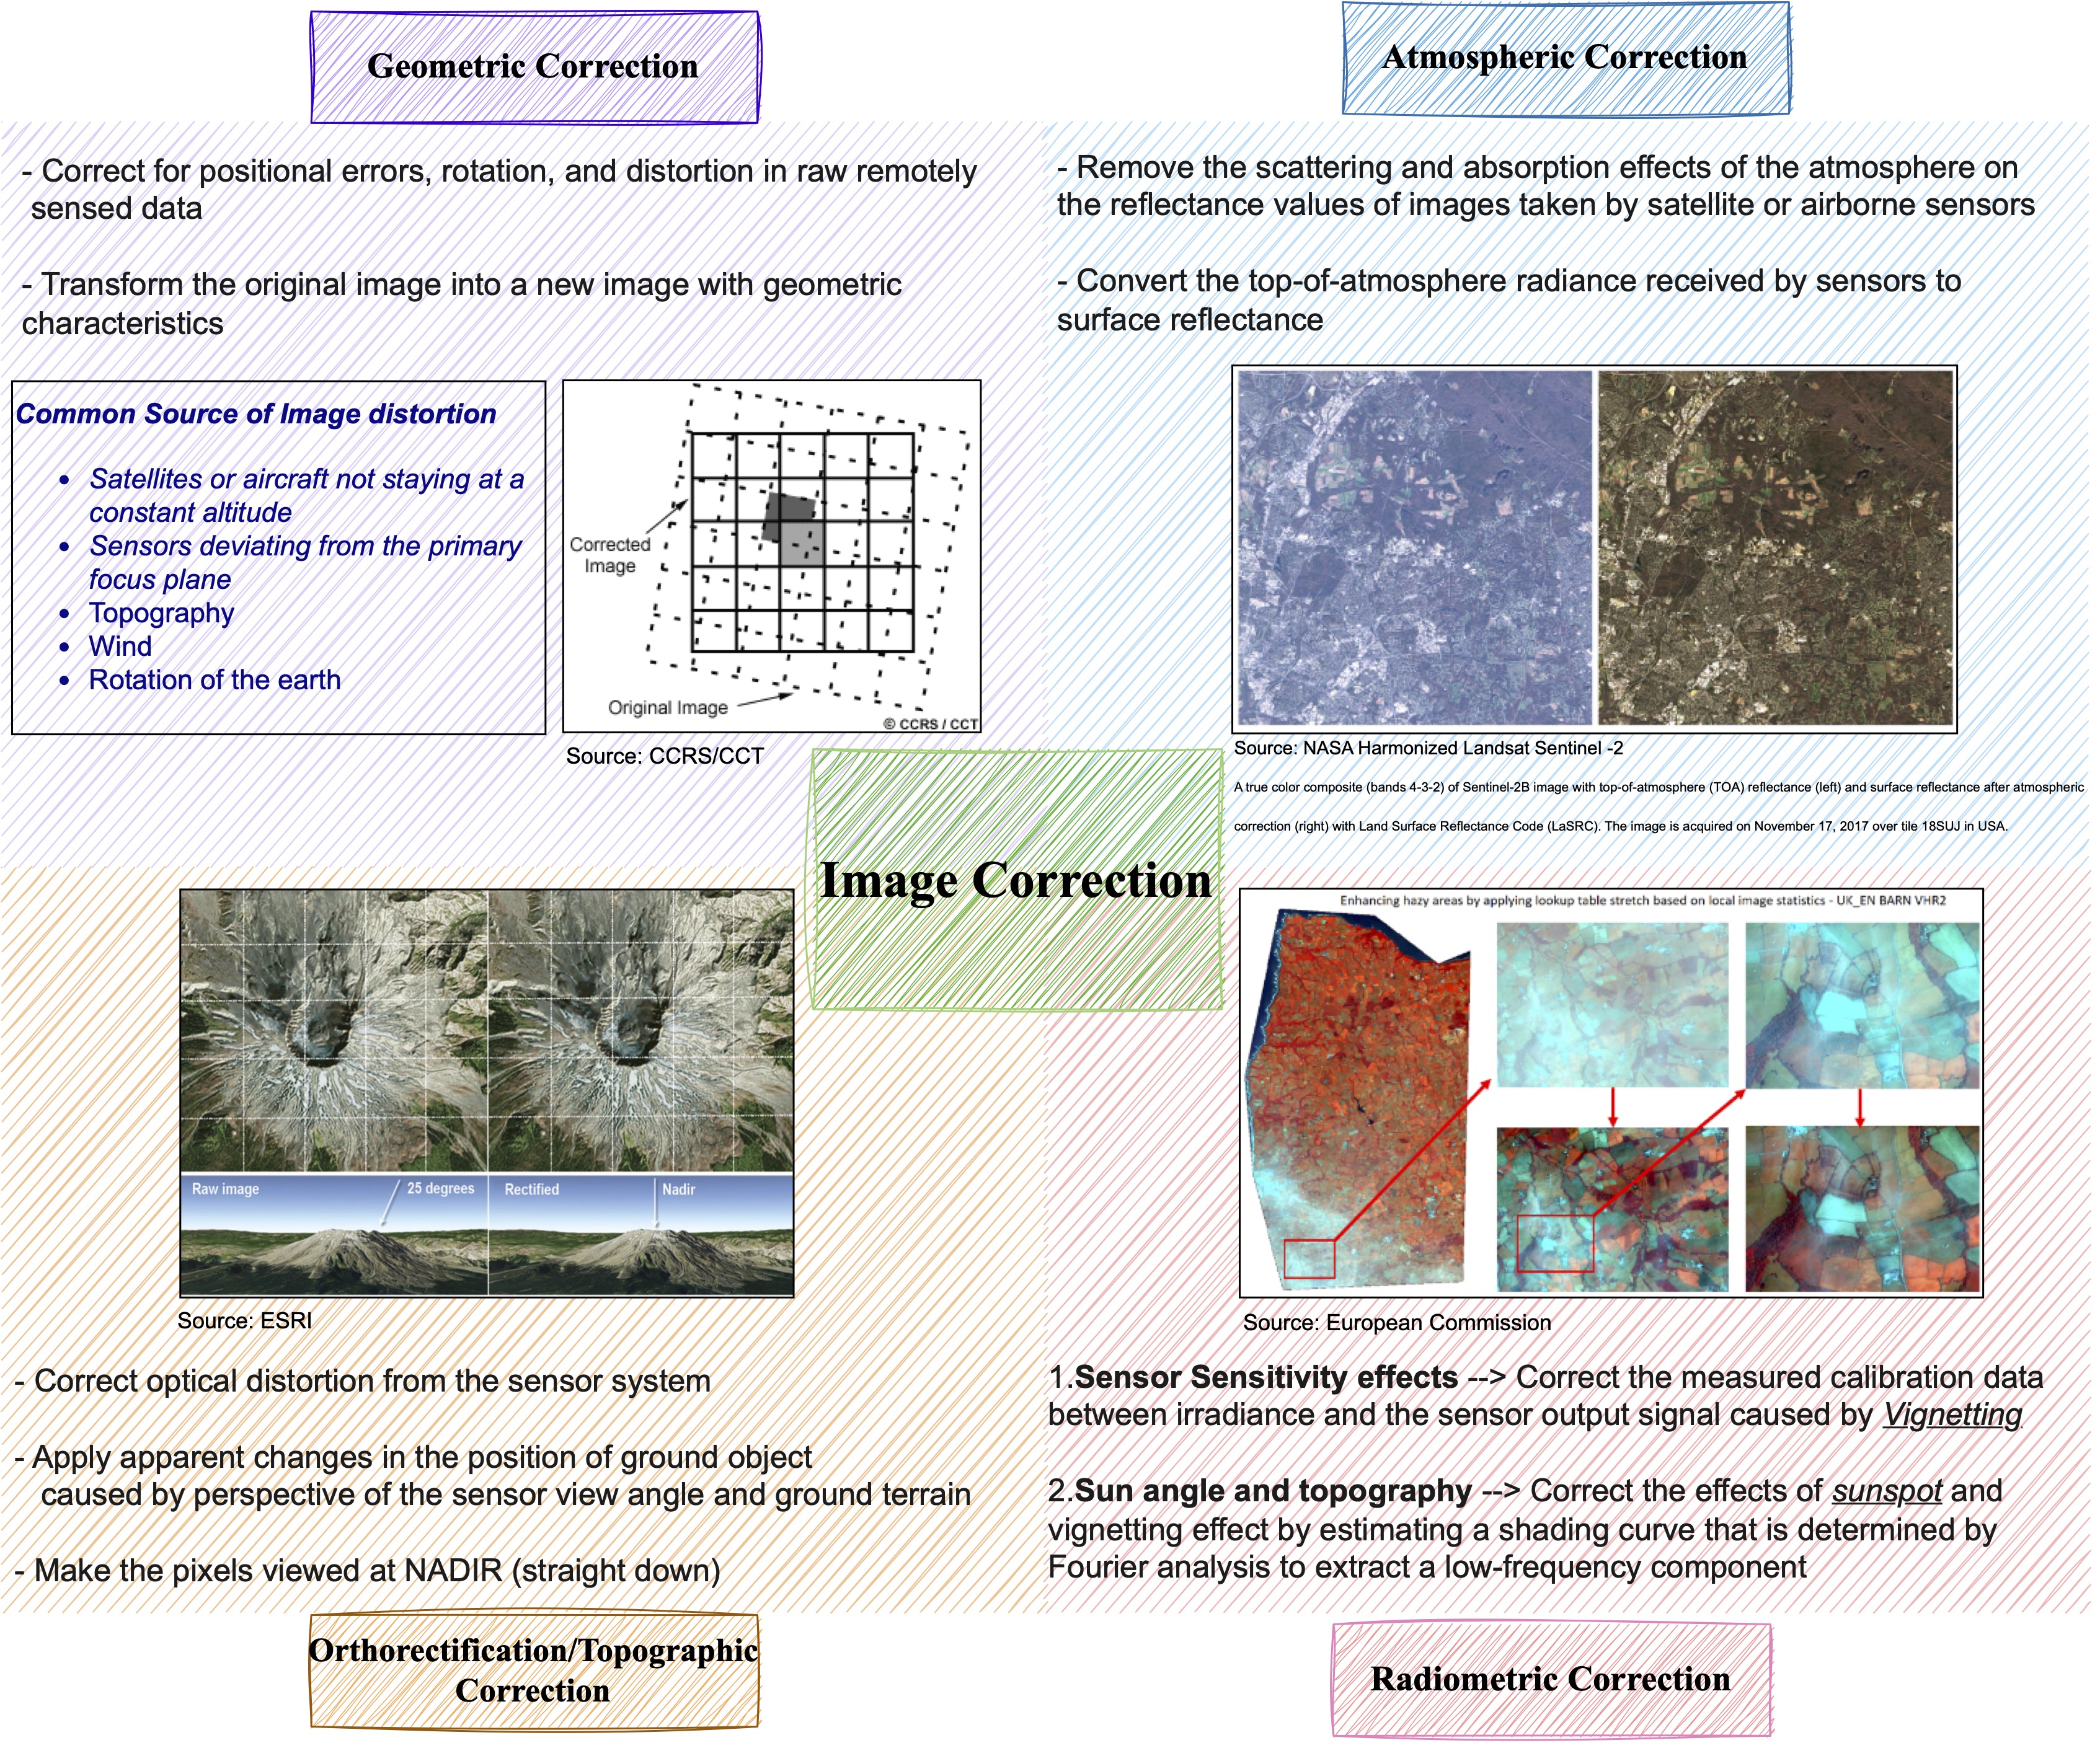 Geometric Correction
- Correct for positional errors, rotation, and distortion in raw remotely
sensed data
- Transform the original image into a new image with geometric
characteristics
Common Source of Image distortion
• Satellites or aircraft not staying at a
constant altitude
• Sensors deviating from the primary
focus plane
• Topography
• Wind
• Rotation of the earth
Corrected
Image
Original Image
© CCRS / CCT
Source: CCRS/CCT
Atmospheric Correction
- Remove the scattering and absorption effects of the atmosphere on
the reflectance values of images taken by satellite or airborne sensors
- Convert the top-of-atmosphere radiance received by sensors to
surface reflectance
Source: NASA Harmonized Landsat Sentinel -2
A true color composite (bands 4-3-2) of Sentinel-2B image with top-of-atmosphere (TOA) reflectance (left) and surface reflectance after atmospheric
correction (right) with Land Surface Reflectance Code (LaSRC). The image is acquired on November 17, 2017 over tile 18SUJ in USA.
Image Correction
Raw image
25 degrees
Rectified
Nadir
Source: ESRI
- Correct optical distortion from the sensor system
- Apply apparent changes in the position of ground object
caused by perspective of the sensor view angle and ground terrain
- Make the pixels viewed at NADIR (straight down)
Orthorectification/Topographic
Correction
Enhancing hazy areas by applying lookup table stretch based on local image statistics - UK_EN BARN VHR2
Source: European Commission
1.Sensor Sensitivity effects --> Correct the measured calibration data
between irradiance and the sensor output signal caused by Vignetting
2.Sun angle and topography --> Correct the effects of sunspot and
vignetting effect by estimating a shading curve that is determined by
Fourier analysis to extract a low-frequency component
Radiometric Correction